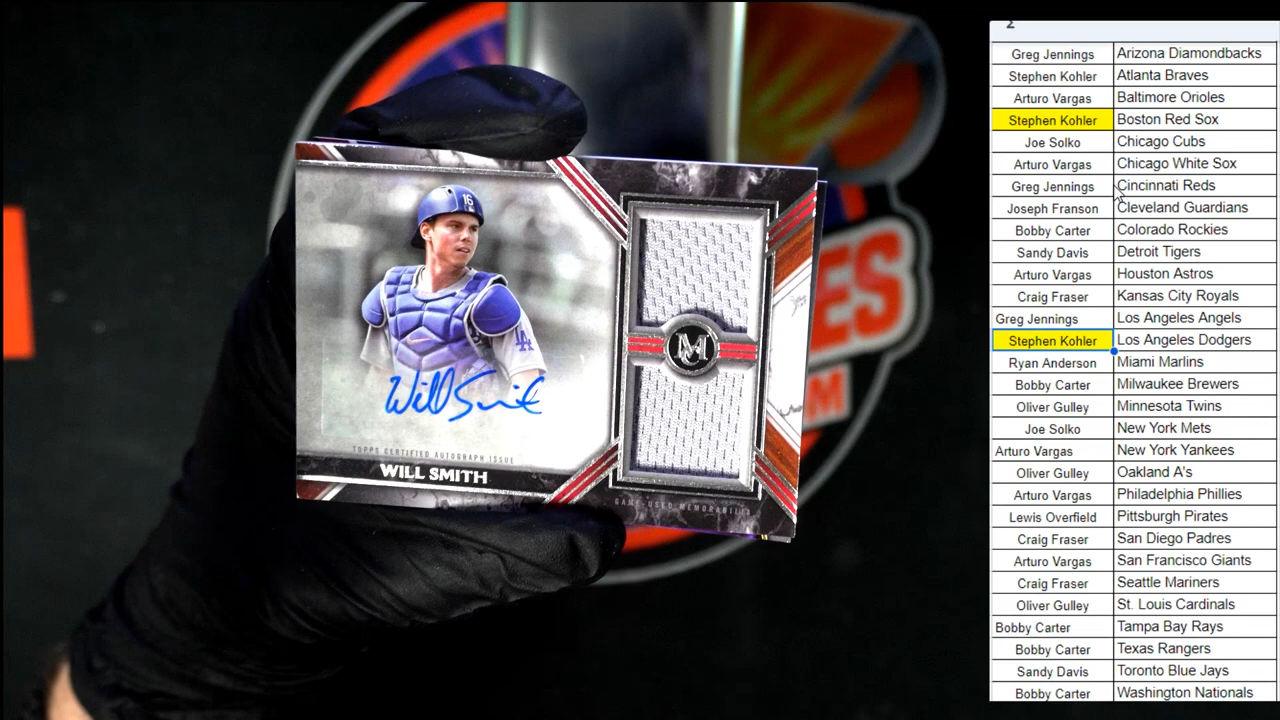 16
LA
Will Smith
TOPPS CERTIFIED AUTOGRAPH ISSUE
WILL SMITH
M
GAME-USED MEMORABILIA
ES
M
2
Greg Jennings Arizona Diamondbacks
Stephen Kohler Atlanta Braves
Arturo Vargas Baltimore Orioles
Stephen Kohler Boston Red Sox
Joe Solko Chicago Cubs
Arturo Vargas Chicago White Sox
Greg Jennings Cincinnati Reds
Joseph Franson Cleveland Guardians
Bobby Carter Colorado Rockies
Sandy Davis Detroit Tigers
Arturo Vargas Houston Astros
Craig Fraser Kansas City Royals
Greg Jennings Los Angeles Angels
Stephen Kohler Los Angeles Dodgers
Ryan Anderson Miami Marlins
Bobby Carter Milwaukee Brewers
Oliver Gulley Minnesota Twins
Joe Solko New York Mets
Arturo Vargas New York Yankees
Oliver Gulley Oakland A's
Arturo Vargas Philadelphia Phillies
Lewis Overfield Pittsburgh Pirates
Craig Fraser San Diego Padres
Arturo Vargas San Francisco Giants
Craig Fraser Seattle Mariners
Oliver Gulley St. Louis Cardinals
Bobby Carter Tampa Bay Rays
Bobby Carter Texas Rangers
Sandy Davis Toronto Blue Jays
Bobby Carter Washington Nationals